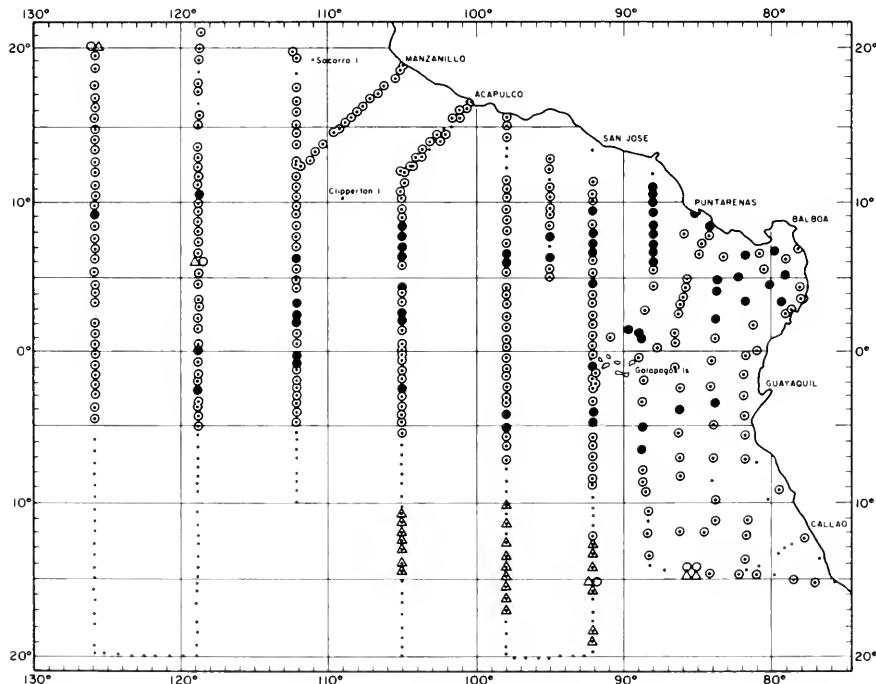 130° 120° 110° 100° 90° 80°
20° 20°
Socorro I
MANZANILLO
ACAPULCO
SAN JOSE
10° Clipperton I 10°
PUNTARENAS
BALBOA
0° 0°
Galapagos Is
GUAYAQUIL
10° 10°
CALLAO
20° 20°
130° 120° 110° 100° 90° 80°